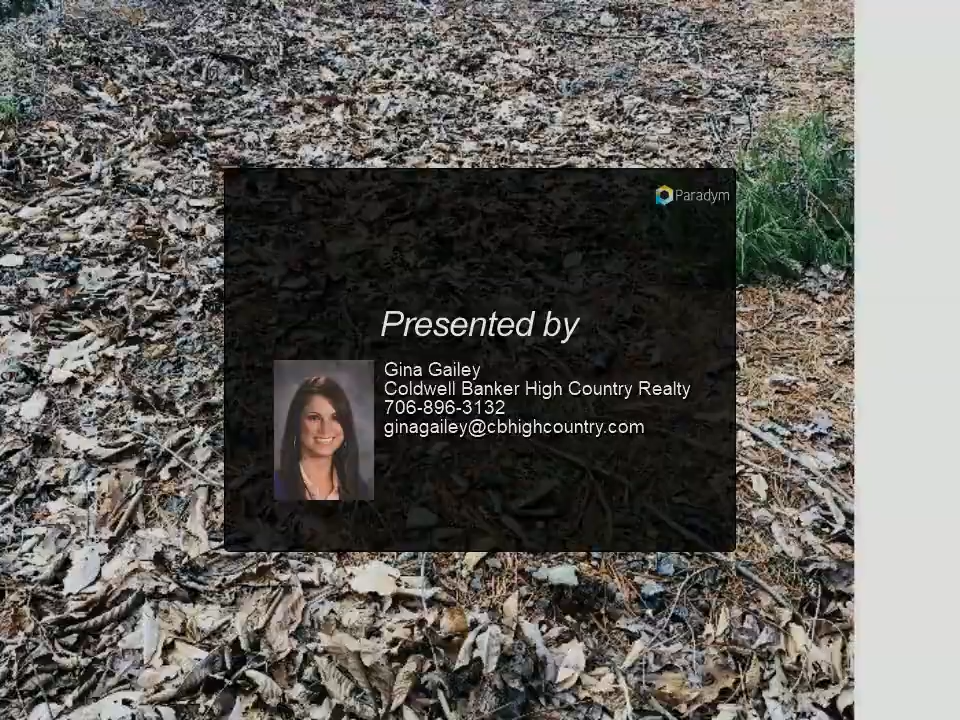 Paradym
Presented by
Gina Gailey
Coldwell Banker High Country Realty
706-896-3132
ginagailey@cbhighcountry.com